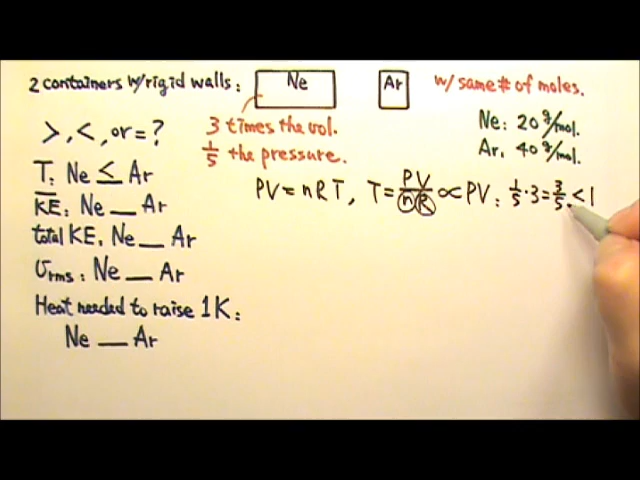 2 containers w/rigid walls: Ne Ar w/ same # of moles.
3 times the vol.
1/5 the pressure.
Ne: 20 g/mol.
Ar: 40 g/mol.
>, <, or = ?
T: Ne < Ar
PV = nRT, T = PV/nR ∝ PV: 1/5 · 3 = 3/5 < 1
K̅E̅: Ne __ Ar
total KE: Ne __ Ar
υrms: Ne __ Ar
Heat needed to raise 1K:
Ne __ Ar